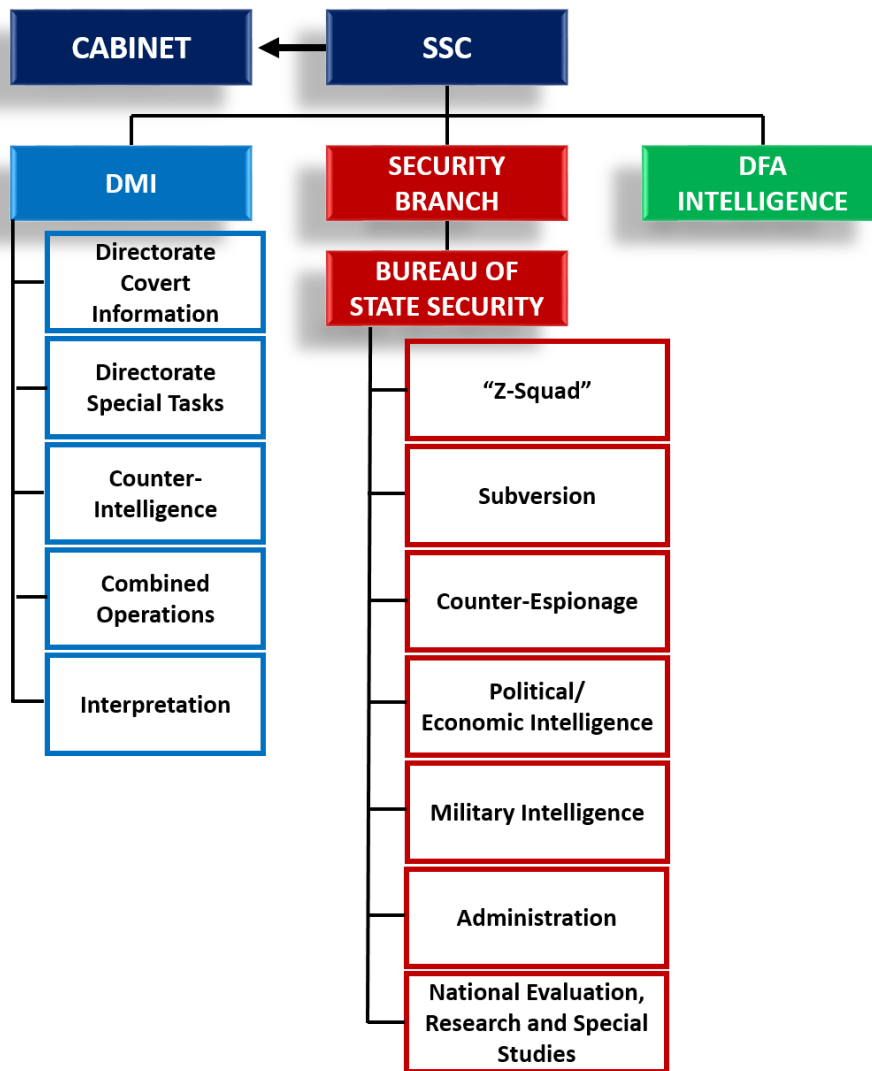 CABINET
SSC
DMI
SECURITY
BRANCH
DFA
INTELLIGENCE
Directorate
Covert
Information
Directorate
Special Tasks
Counter-
Intelligence
Combined
Operations
Interpretation
BUREAU OF
STATE SECURITY
“Z-Squad”
Subversion
Counter-Espionage
Political/
Economic Intelligence
Military Intelligence
Administration
National Evaluation,
Research and Special
Studies